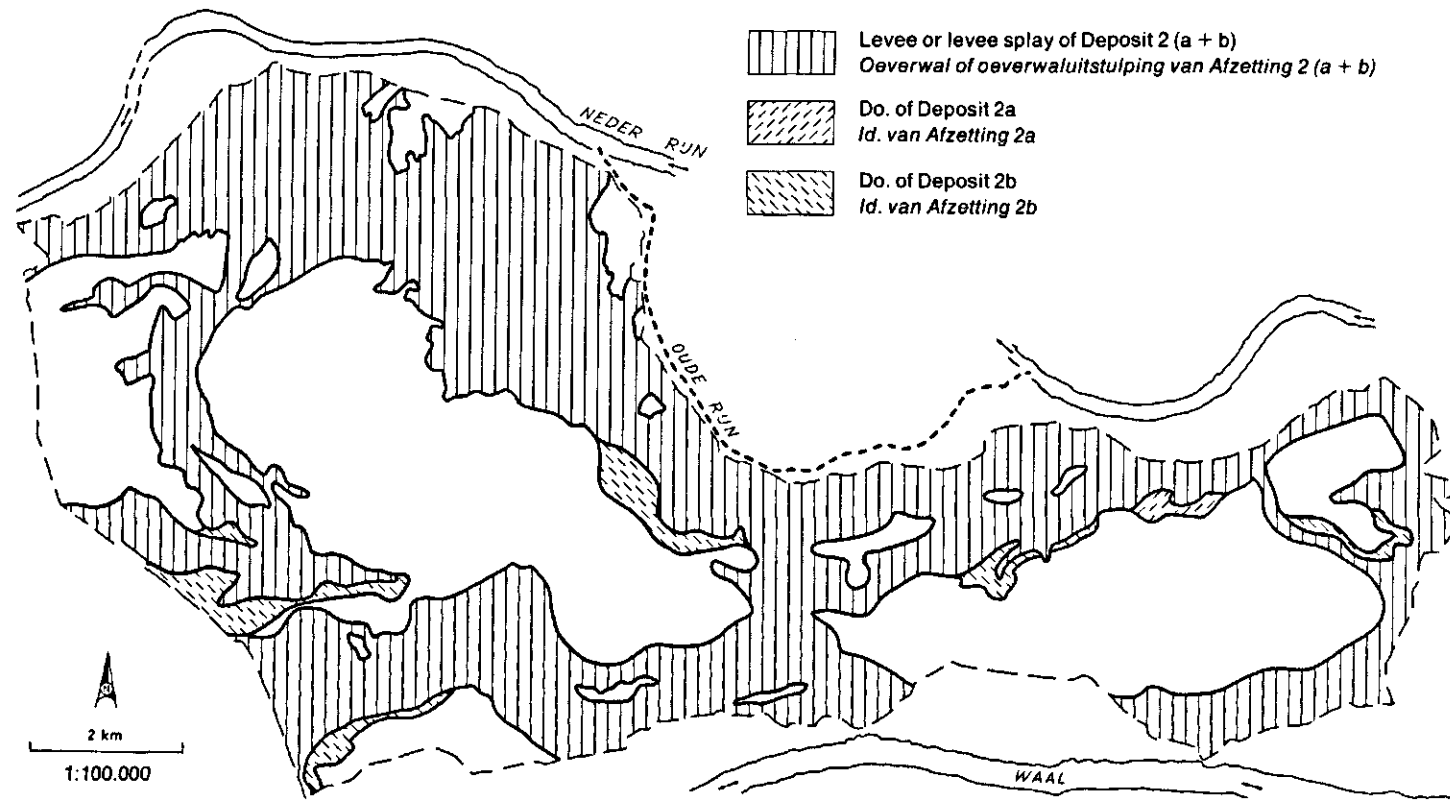 Levee or levee splay of Deposit 2 (a + b)
Oeverwal of oeverwaluitstulping van Afzetting 2 (a + b)
Do. of Deposit 2a
Id. van Afzetting 2a
Do. of Deposit 2b
Id. van Afzetting 2b
NEDER RIJN
OUDE RIJN
WAAL
2 km
1:100.000